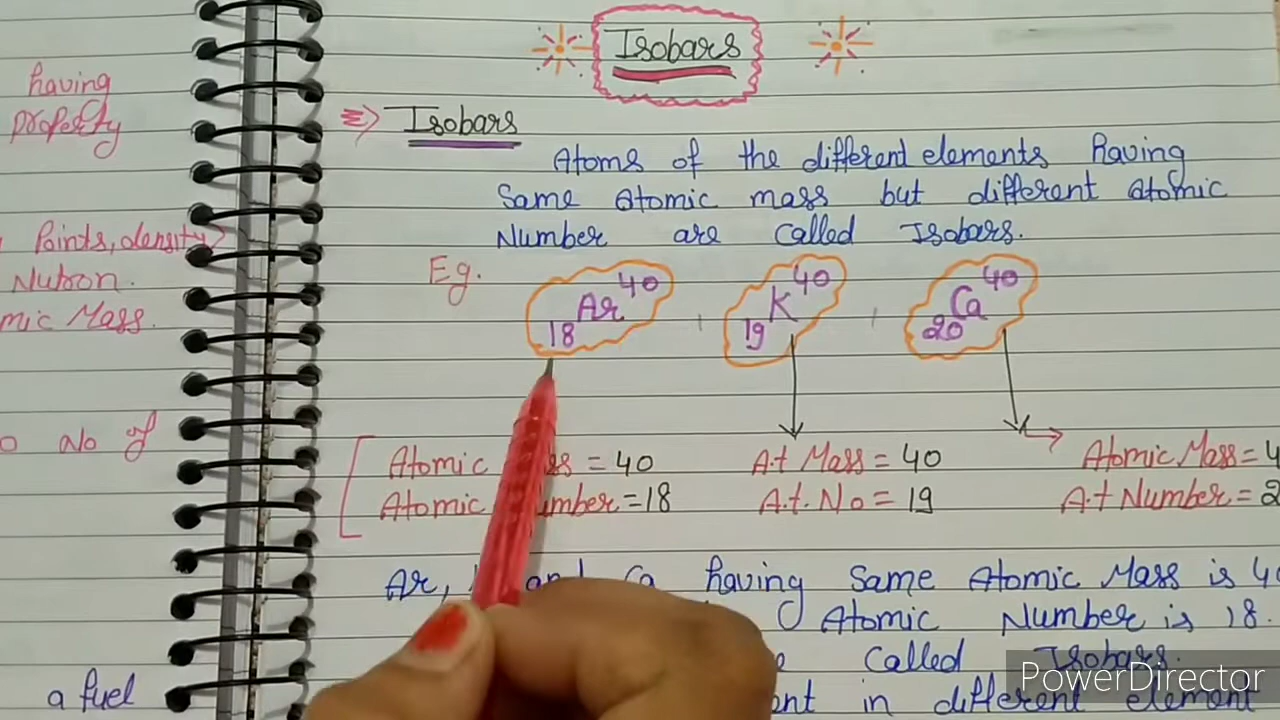 Isobars
having
property
Isobars
Atoms of the different elements having
Same Atomic mass but different atomic
Number are called Isobars.
Points, density
Nutron.
mic Mass.
Eg. 18 Ar 40 , 19 K 40 , 20 Ca 40
No of
Atomic = 40 At Mass = 40 Atomic Mass = 4
Atomic Number = 18 A.t. No = 19 A.t Number = 2
Ar, and Ca having Same Atomic Mass is 40
Atomic Number is 18.
called Isobars.
in different element
a fuel
PowerDirector